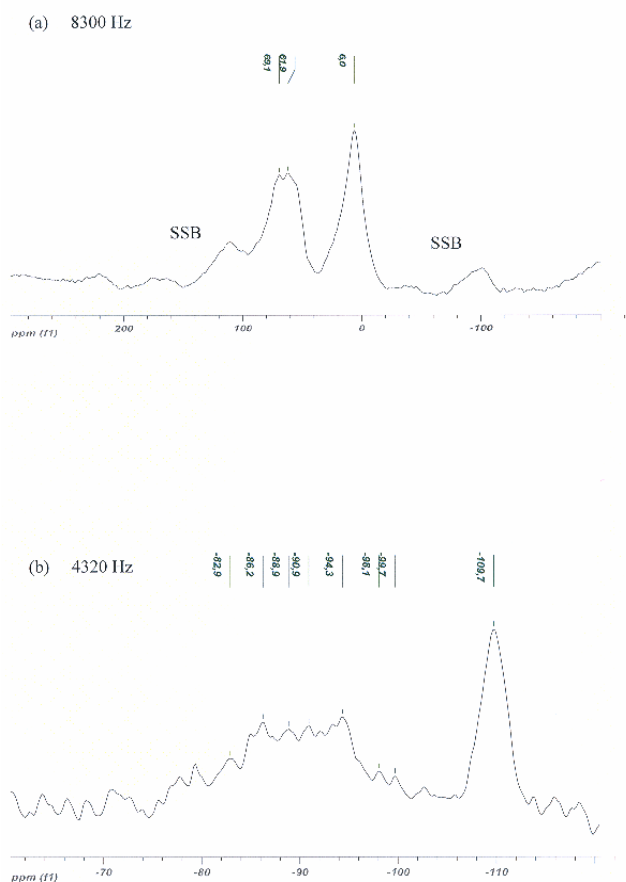 (a) 8300 Hz
69,1 61,9 6,0
SSB SSB
200 100 0 -100
ppm (f1)
(b) 4320 Hz
-82,9 -86,2 -88,9 -90,9 -94,3 -98,1 -99,7 -109,7
-70 -80 -90 -100 -110
ppm (f1)